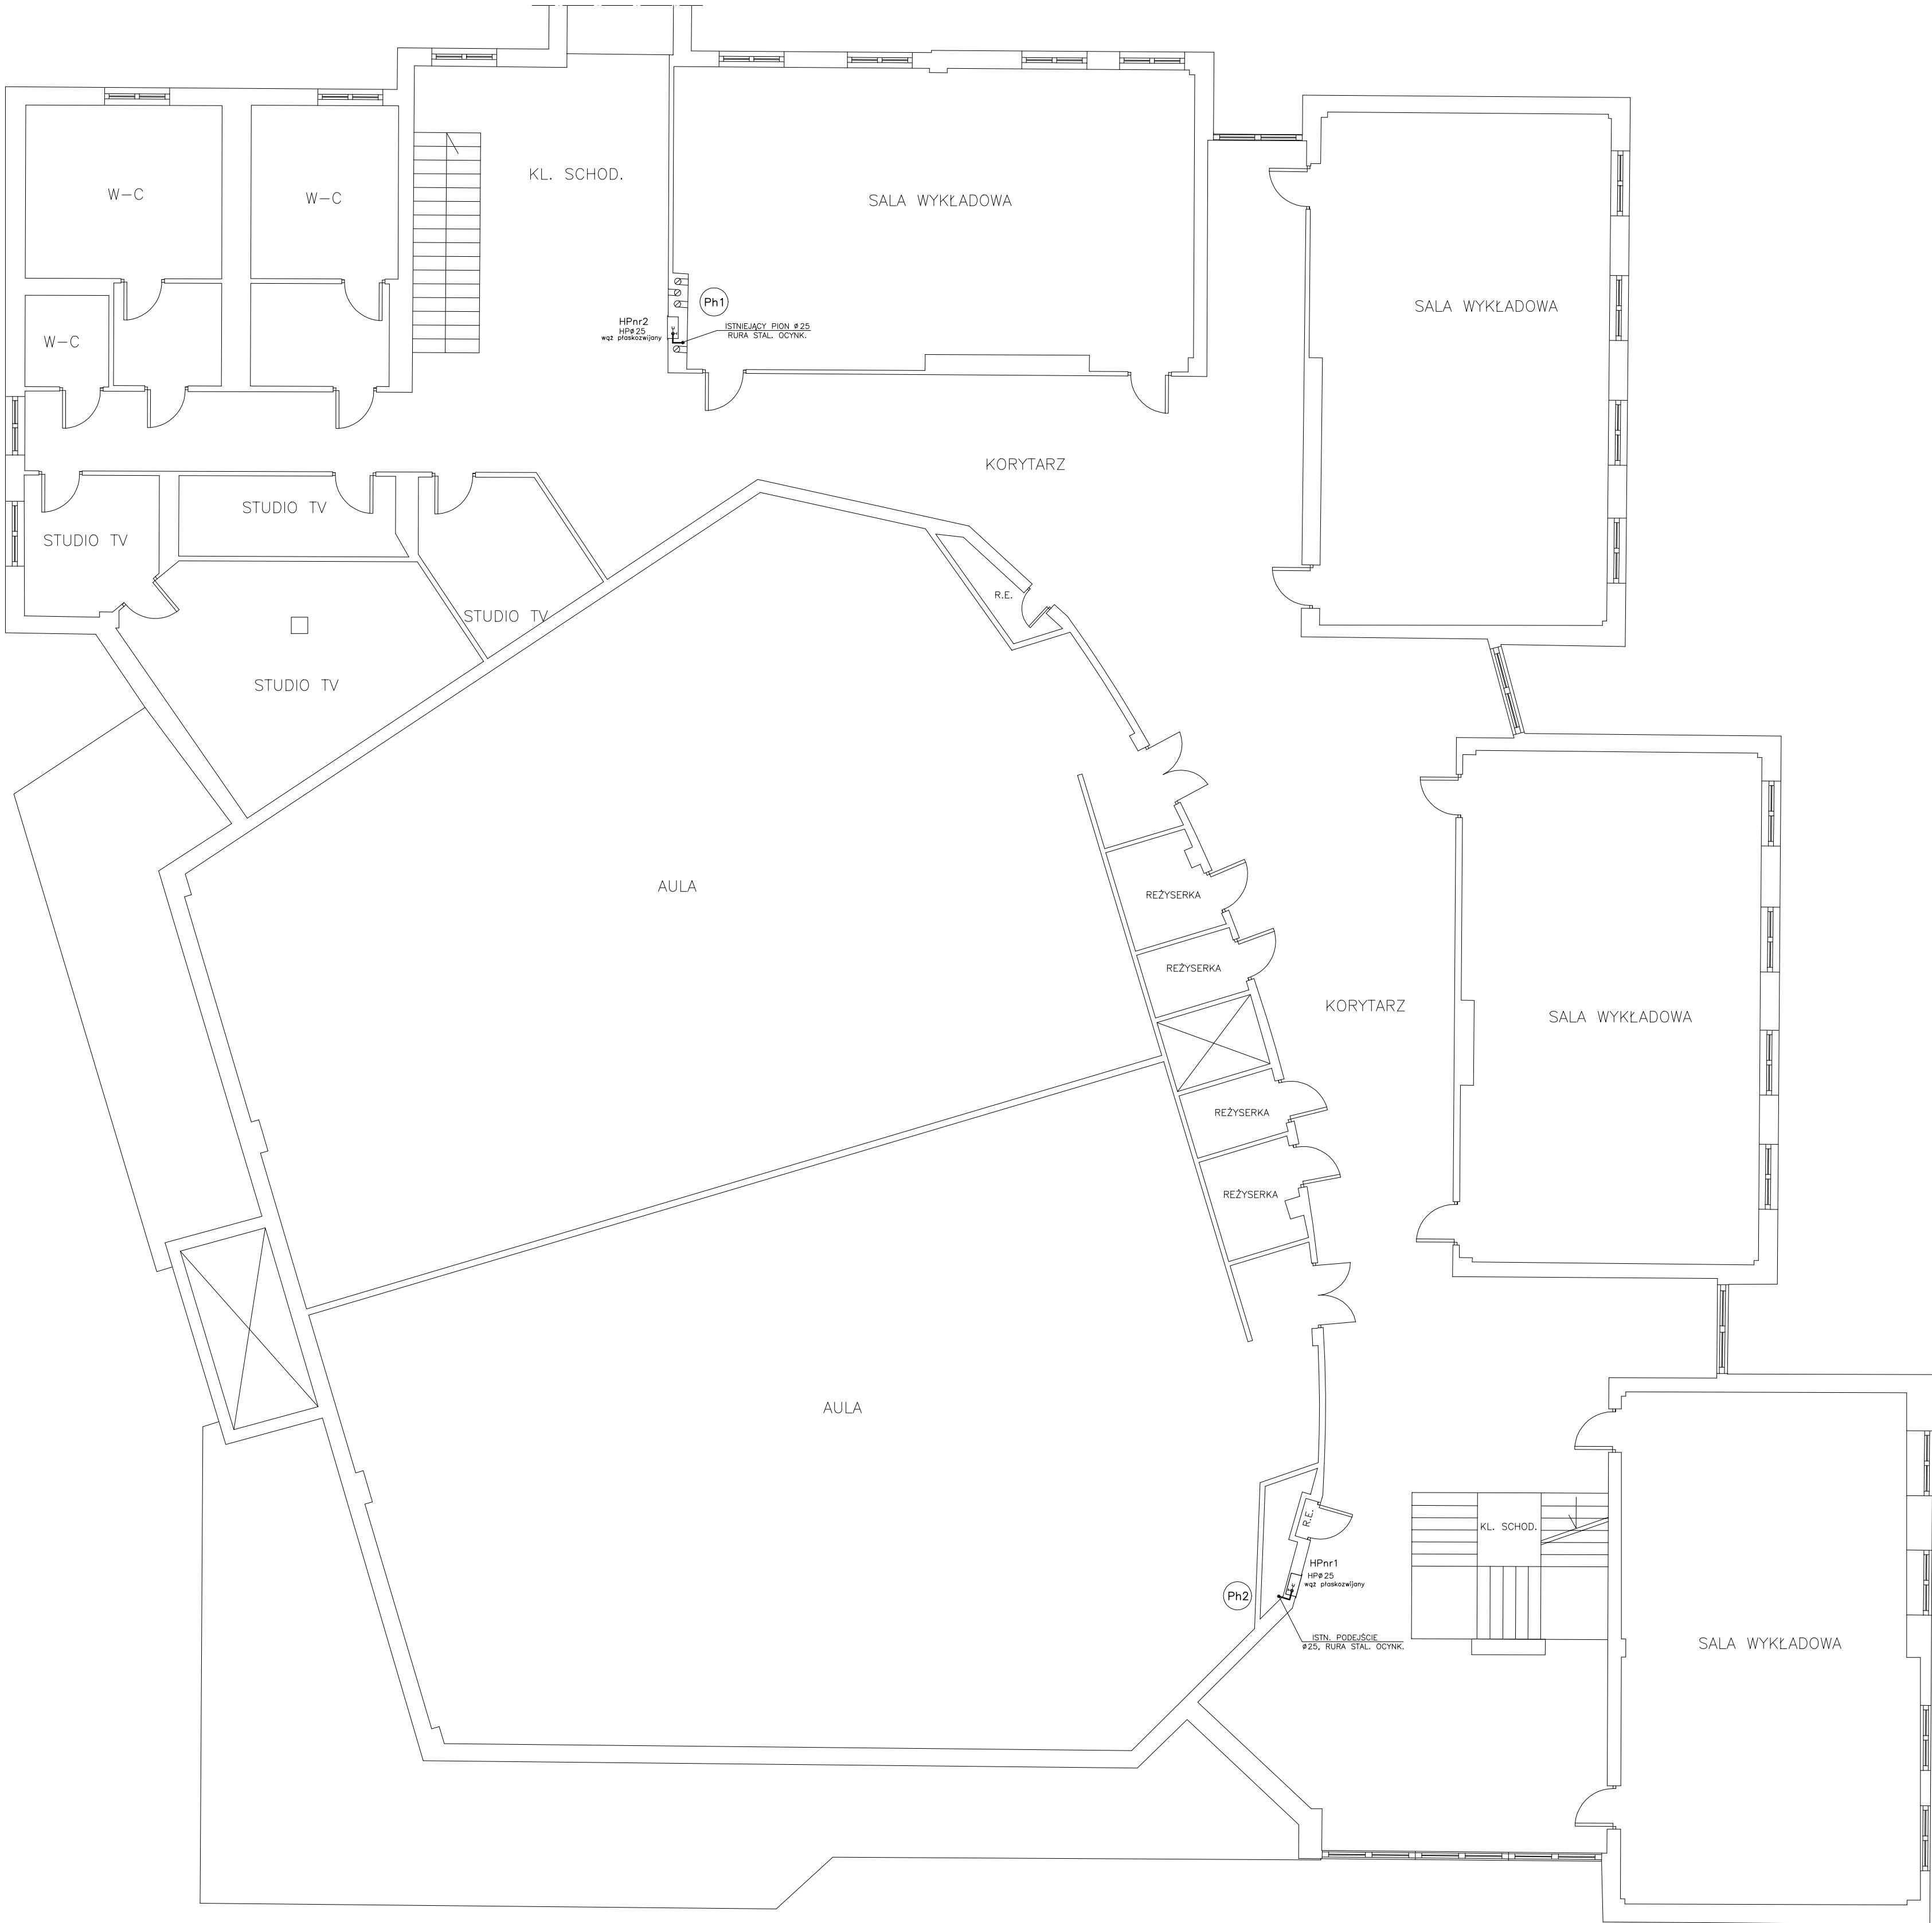 KL. SCHOD.
W-C
W-C
SALA WYKŁADOWA
Ph1
SALA WYKŁADOWA
HPnr2
HPø25
wąż płaskozwijany
ISTNIEJĄCY PION ø25
RURA STAL. OCYNK.
W-C
KORYTARZ
STUDIO TV
STUDIO TV
R.E.
STUDIO TV
STUDIO TV
AULA
REŻYSERKA
REŻYSERKA
KORYTARZ
SALA WYKŁADOWA
REŻYSERKA
REŻYSERKA
AULA
R.E.
KL. SCHOD.
HPnr1
HPø25
wąż płaskozwijany
Ph2
ISTN. PODEJŚCIE
ø25, RURA STAL. OCYNK.
SALA WYKŁADOWA